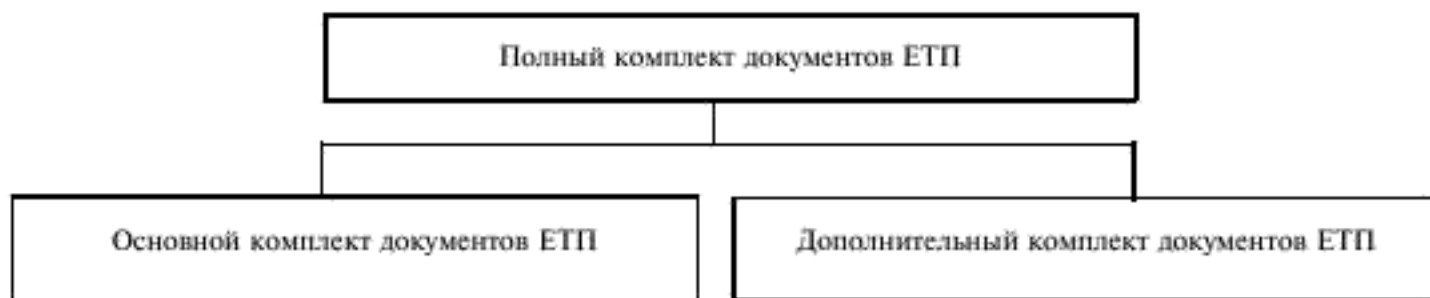 Полный комплект документов ЕТП
Основной комплект документов ЕТП
Дополнительный комплект документов ЕТП